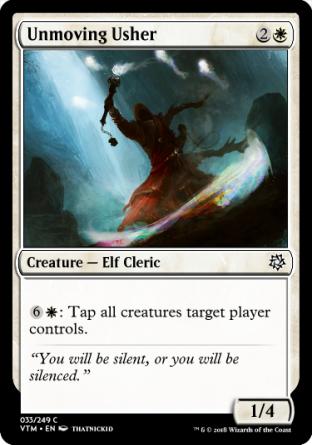 Unmoving Usher 2
Creature — Elf Cleric
6 : Tap all creatures target player
controls.
“You will be silent, or you will be
silenced.”
1/4
033/249 C
VTM • EN THATNICKID
™ & © 2018 Wizards of the Coast